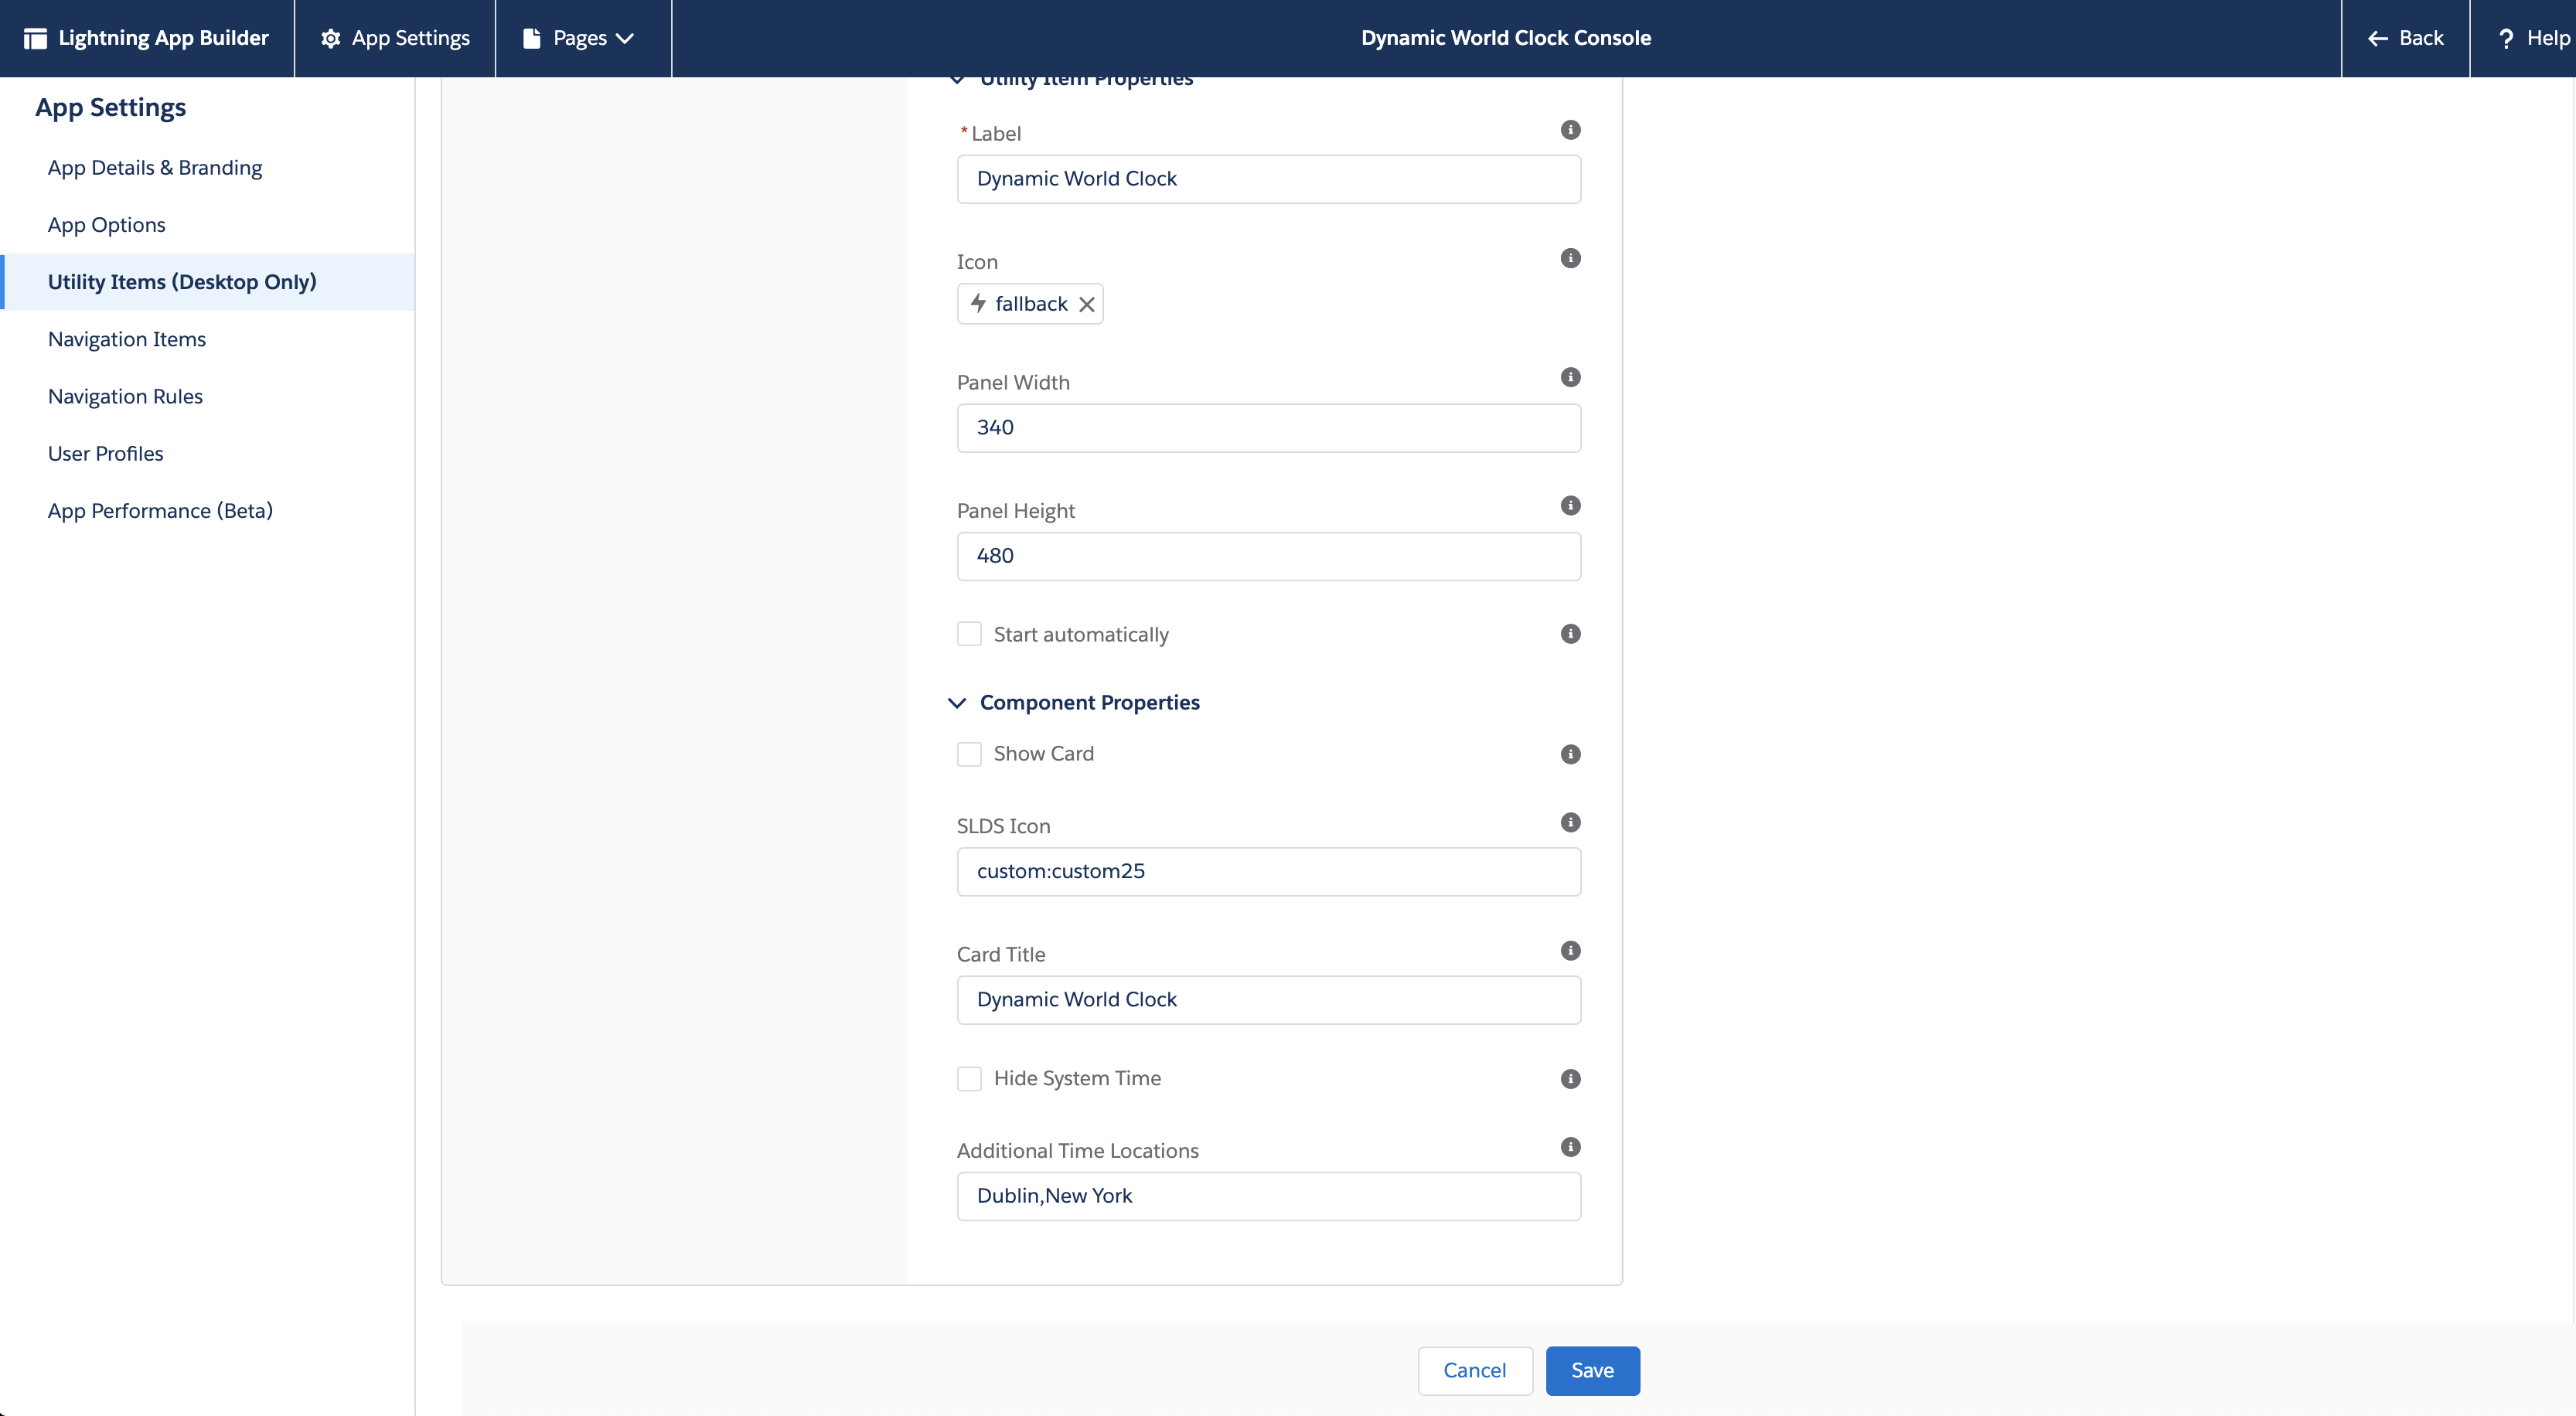 Lightning App Builder
App Settings
Pages
Dynamic World Clock Console
Back
? Help
App Settings
App Details & Branding
App Options
Utility Items (Desktop Only)
Navigation Items
Navigation Rules
User Profiles
App Performance (Beta)
Utility Item Properties
* Label
Dynamic World Clock
Icon
fallback
Panel Width
340
Panel Height
480
Start automatically
Component Properties
Show Card
SLDS Icon
custom:custom25
Card Title
Dynamic World Clock
Hide System Time
Additional Time Locations
Dublin,New York
Cancel
Save